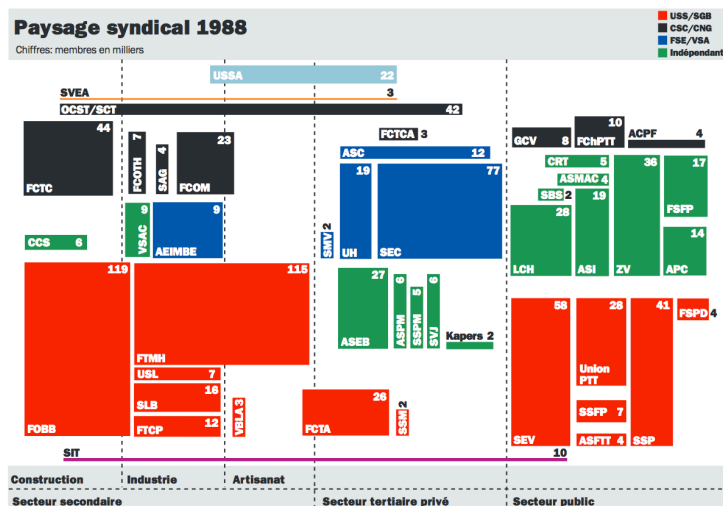 Paysage syndical 1988
Chiffres: membres en milliers
USS/SGB
CSC/CNG
FSE/VSA
Indépendant
USSA 22
SVEA 3
OCST/SCT 42
44
FCTC
FCOTH 7
SAG 4
23
FCOM
FCTCA 3
ASC 12
GCV 8
10
FChPTT
ACPF 4
CRT 5
ASMAC 4
SBS 2
19
UH
77
SEC
36
ZV
17
FSFP
CCS 6
VSAC 9
9
AEIMBE
SMV 2
28
LCH
19
ASI
14
APC
119
FOBB
115
FTMH
27
ASEB
ASPM 6
SSPM 5
SVJ 6
Kapers 2
58
SEV
28
Union
PTT
41
SSP
FSPD 4
USL 7
16
SLB
12
FTCP
VBLA 3
26
FCTA
SSM 2
SSFP 7
ASFTT 4
SIT 10
Construction Industrie Artisanat
Secteur secondaire Secteur tertiaire privé Secteur public